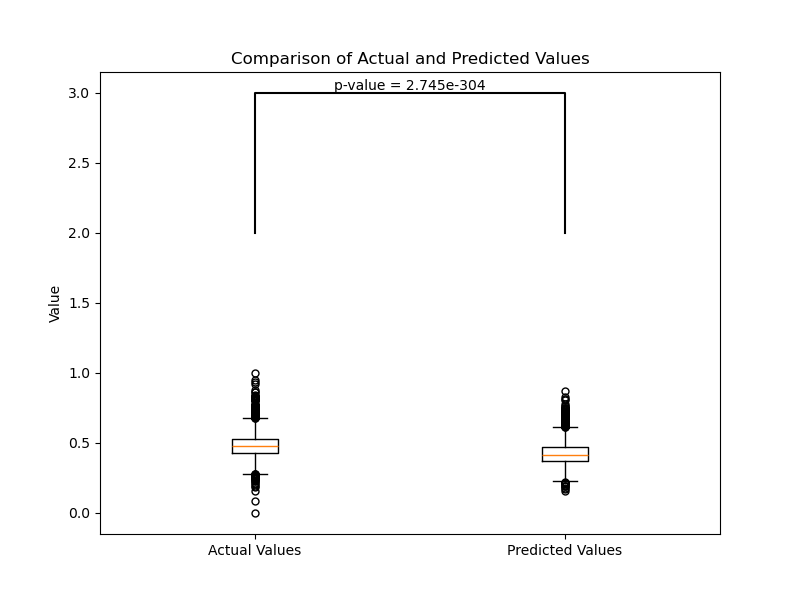 Comparison of Actual and Predicted Values
p-value = 2.745e-304
3.0
2.5
2.0
1.5
1.0
0.5
0.0
Value
Actual Values
Predicted Values